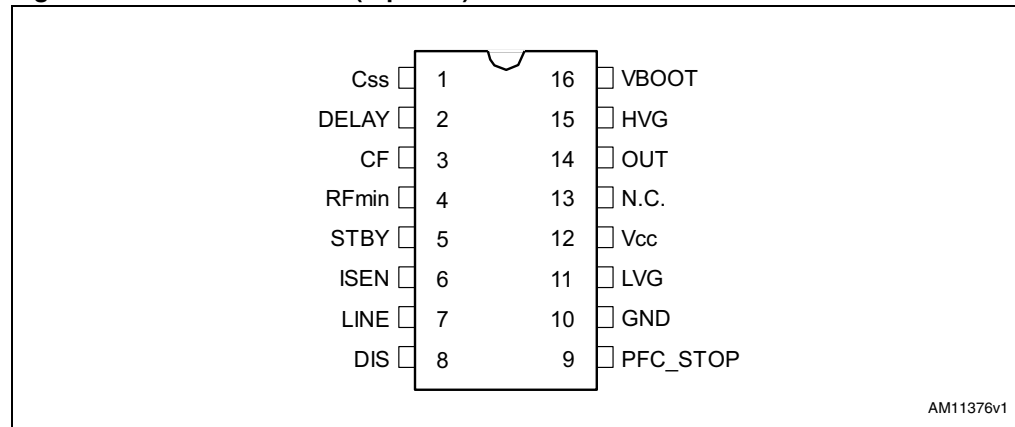 Css 1 16 VBOOT
DELAY 2 15 HVG
CF 3 14 OUT
RFmin 4 13 N.C.
STBY 5 12 Vcc
ISEN 6 11 LVG
LINE 7 10 GND
DIS 8 9 PFC_STOP
AM11376v1